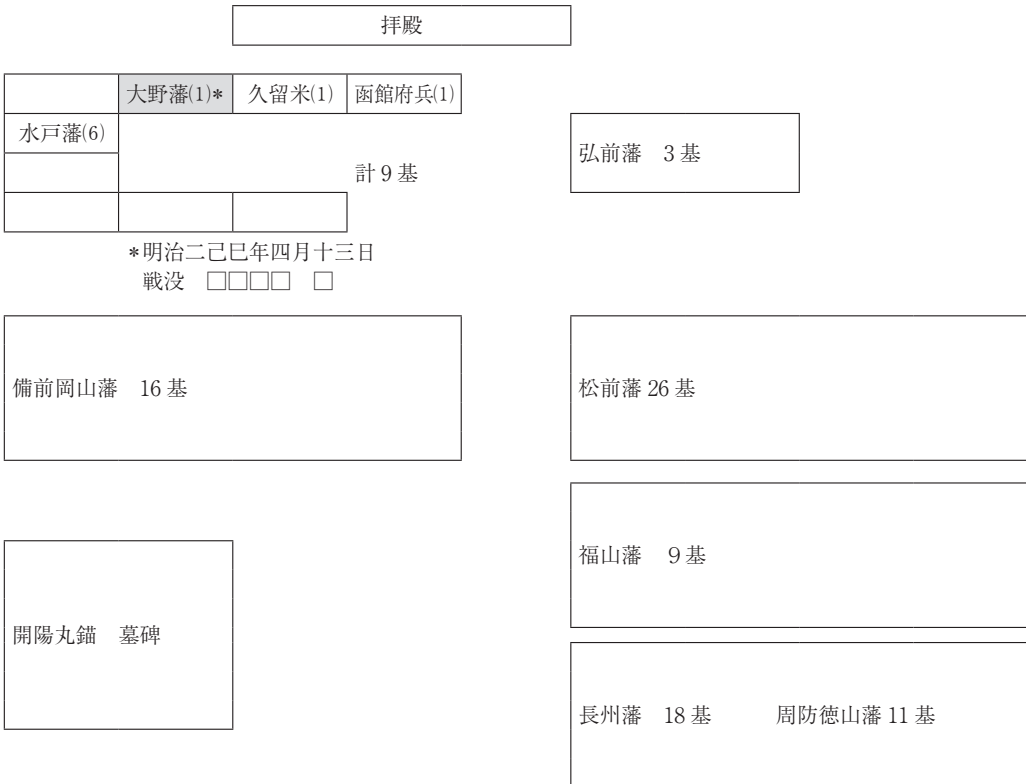 拝殿
大野藩(1)* 久留米(1) 函館府兵(1)
水戸藩(6)
計9基
弘前藩　3基
*明治二己巳年四月十三日
戦没　□□□□　□
備前岡山藩　16基
松前藩26基
福山藩　9基
開陽丸錨　墓碑
長州藩　18基　　周防徳山藩11基